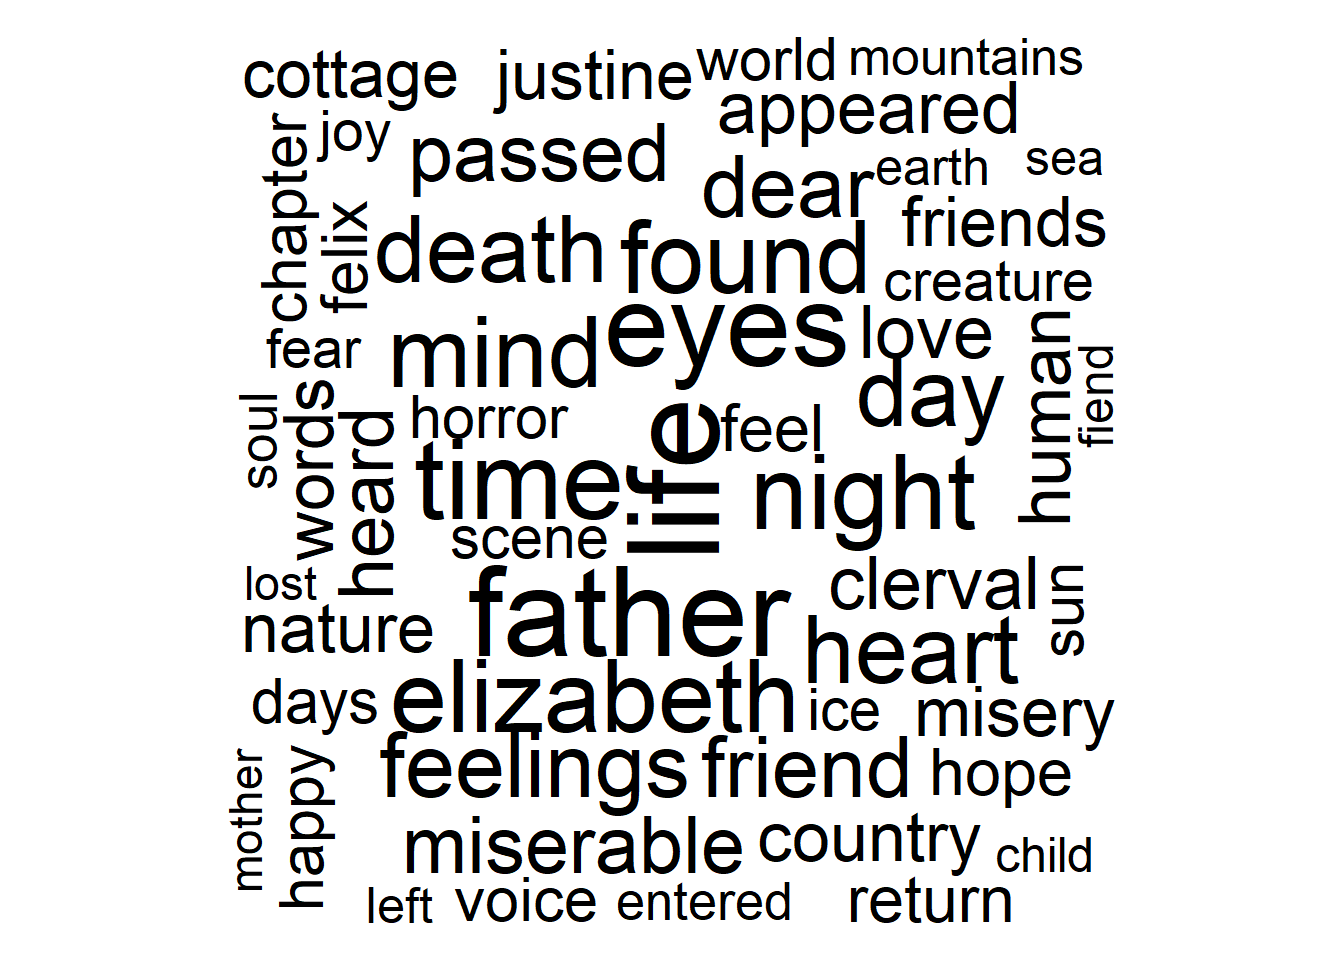 cottage justine world mountains
joy appeared
chapter passed dear earth sea
felix death found friends
creature
fear mind eyes love human fiend
soul words heard horror feel day
time life night
scene
lost father clerval sun
nature heart
days elizabeth ice misery
mother happy feelings friend hope
miserable country child
left voice entered return